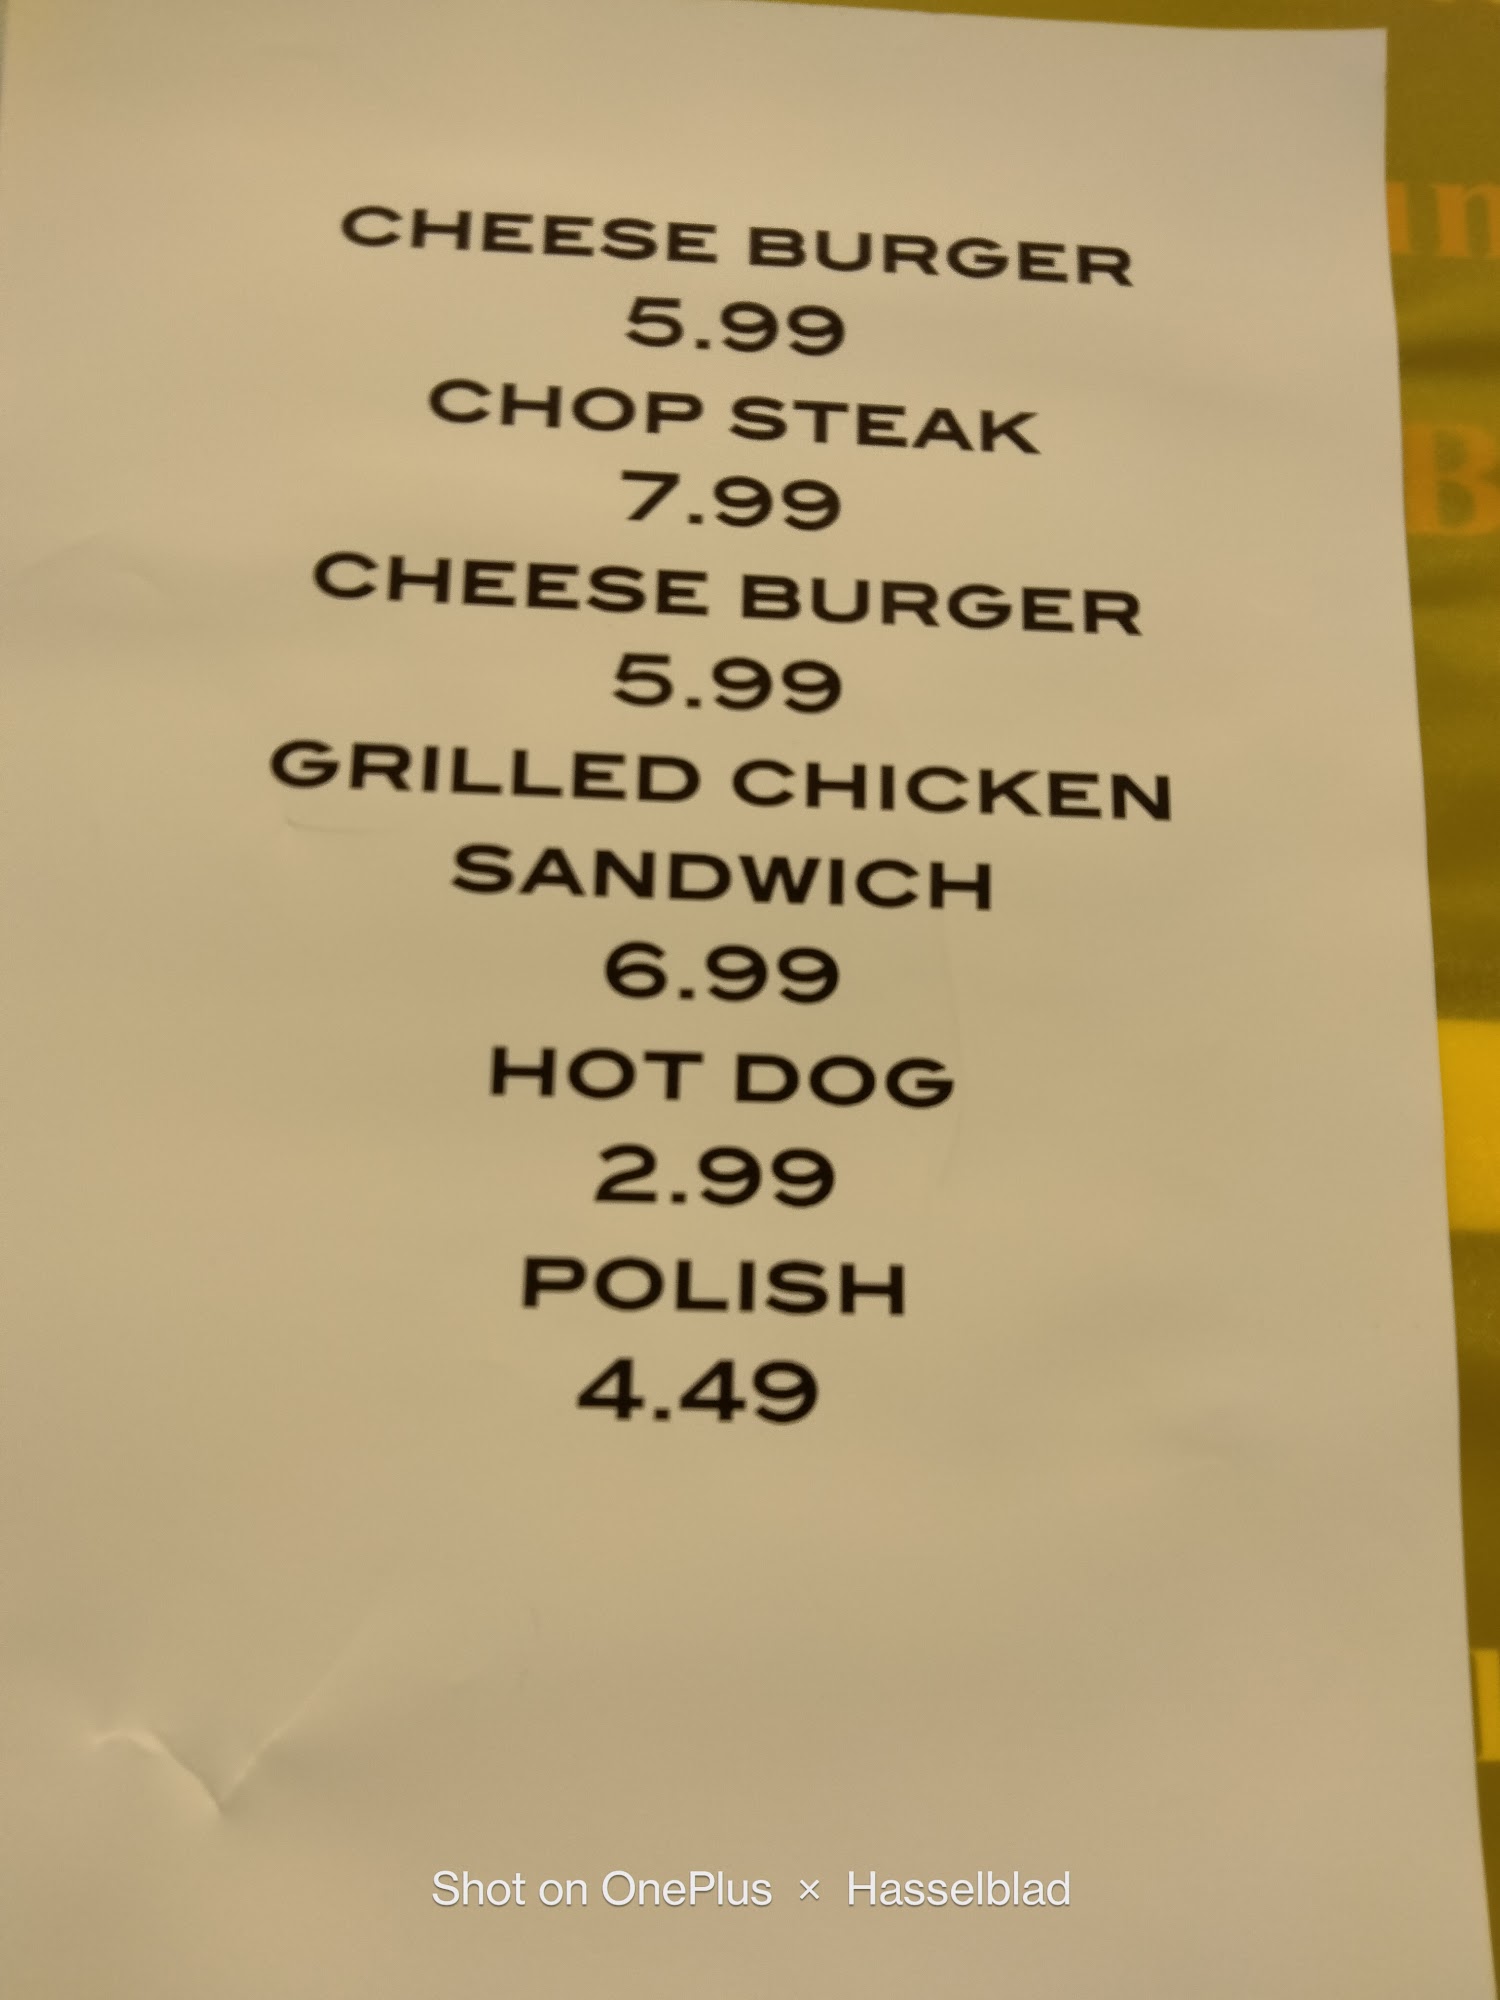 CHEESE BURGER
5.99
CHOP STEAK
7.99
CHEESE BURGER
5.99
GRILLED CHICKEN
SANDWICH
6.99
HOT DOG
2.99
POLISH
4.49
B
Shot on OnePlus × Hasselblad